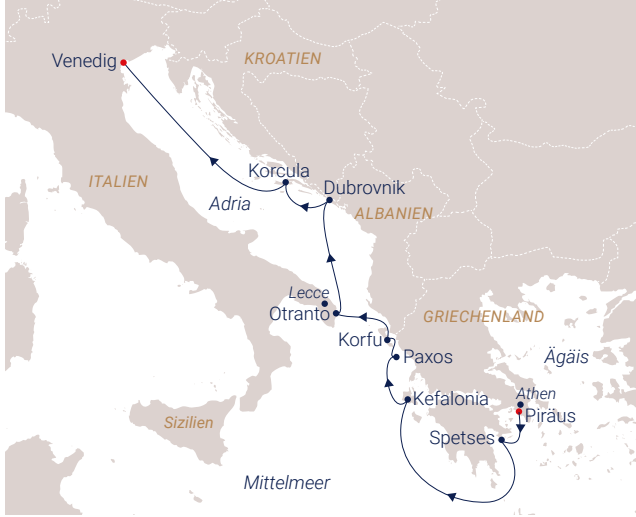 KROATIEN
Venedig
Korcula
ITALIEN
Dubrovnik
Adria
ALBANIEN
Lecce
Otranto
GRIECHENLAND
Korfu
Paxos
Ägäis
Athen
Kefalonia
Piräus
Sizilien
Spetses
Mittelmeer